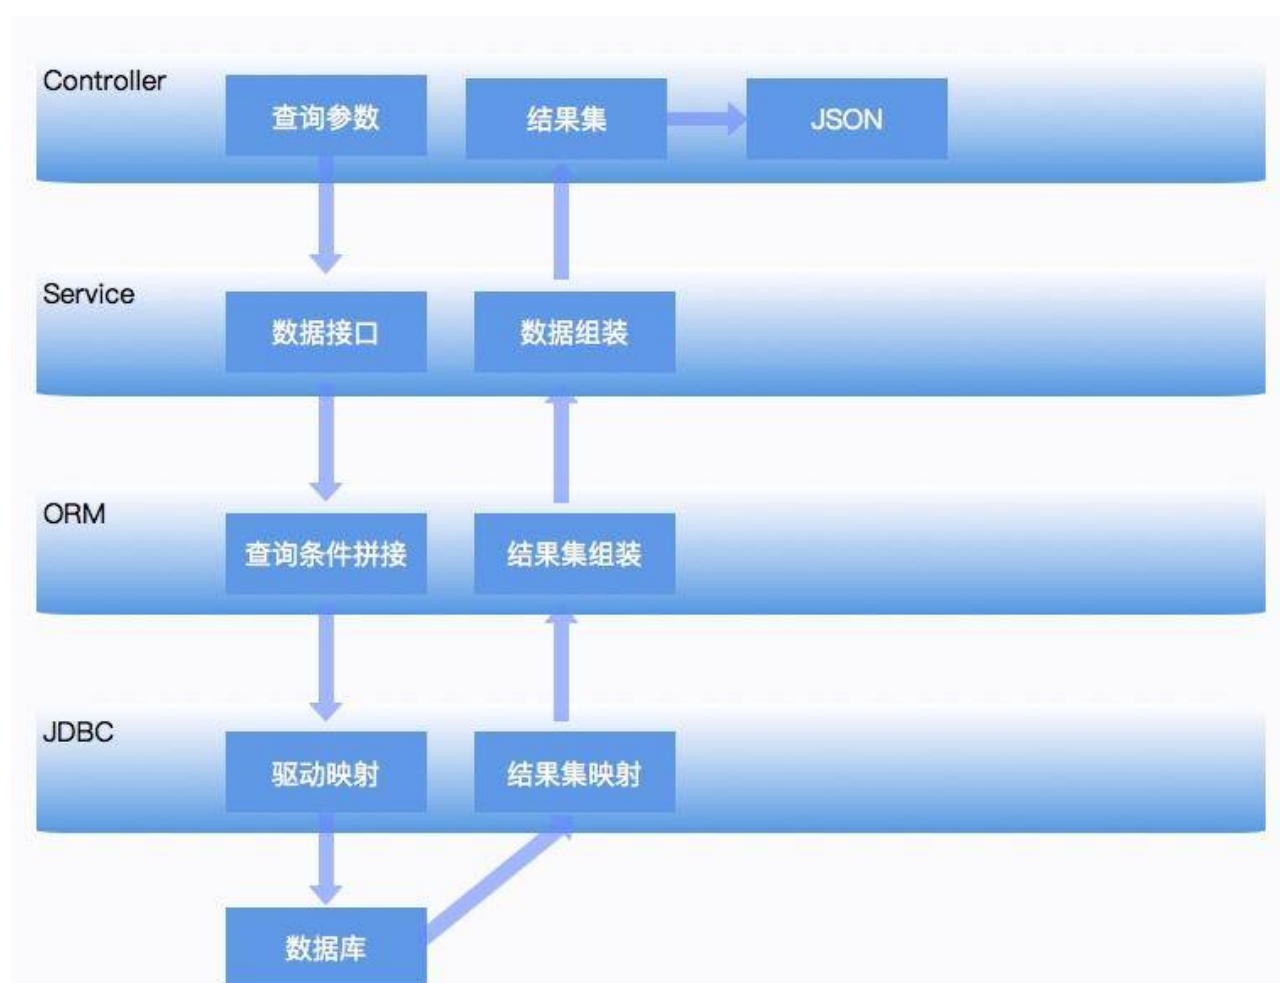 Controller
查询参数
结果集
JSON
Service
数据接口
数据组装
ORM
查询条件拼接
结果集组装
JDBC
驱动映射
结果集映射
数据库